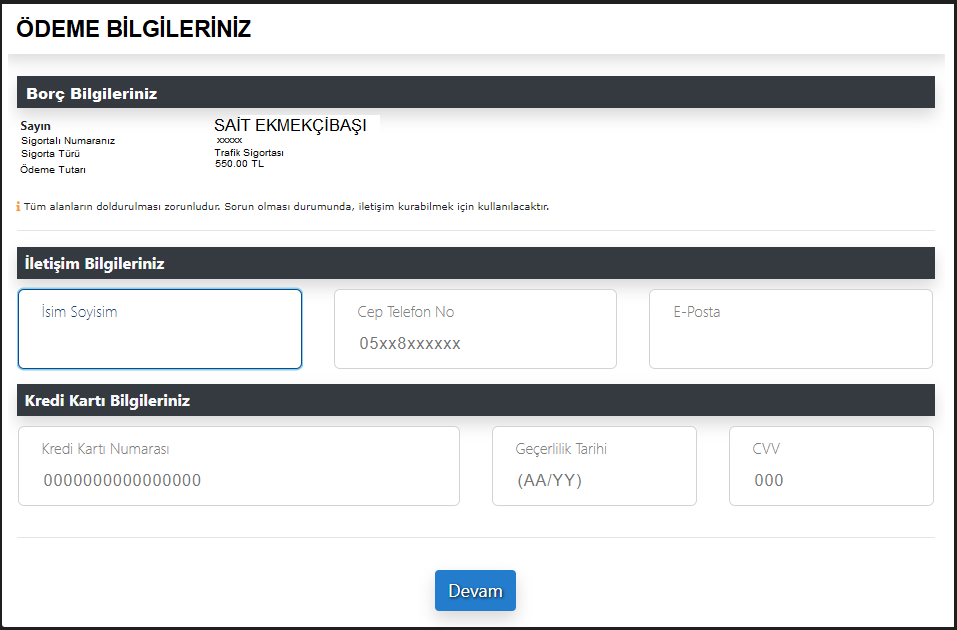 ÖDEME BİLGİLERİNİZ
Borç Bilgileriniz
Sayın SAİT EKMEKÇİBAŞI
Sigortalı Numaranız xxxxx
Sigorta Türü Trafik Sigortası
Ödeme Tutarı 550.00 TL
i Tüm alanların doldurulması zorunludur. Sorun olması durumunda, iletişim kurabilmek için kullanılacaktır.
İletişim Bilgileriniz
İsim Soyisim Cep Telefon No E-Posta
05xx8xxxxxx
Kredi Kartı Bilgileriniz
Kredi Kartı Numarası Geçerlilik Tarihi CVV
0000000000000000 (AA/YY) 000
Devam